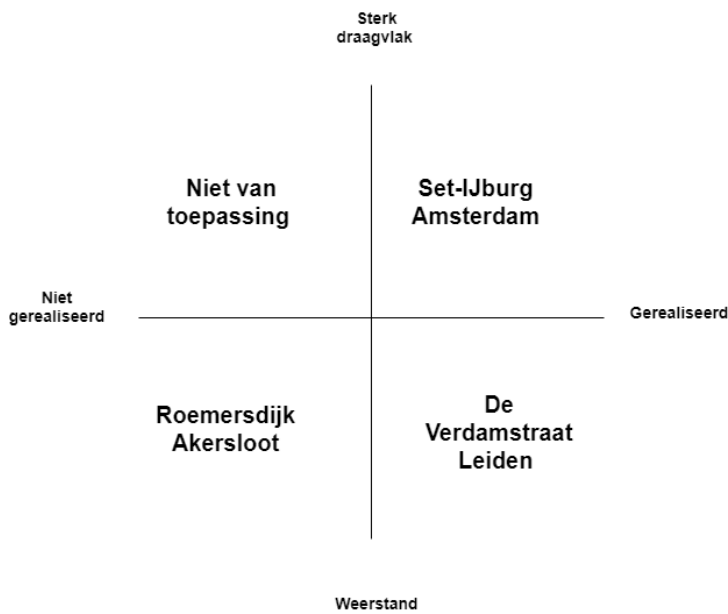 Sterk
draagvlak
Niet van
toepassing
Set-IJburg
Amsterdam
Niet
gerealiseerd
Gerealiseerd
Roemersdijk
Akersloot
De
Verdamstraat
Leiden
Weerstand